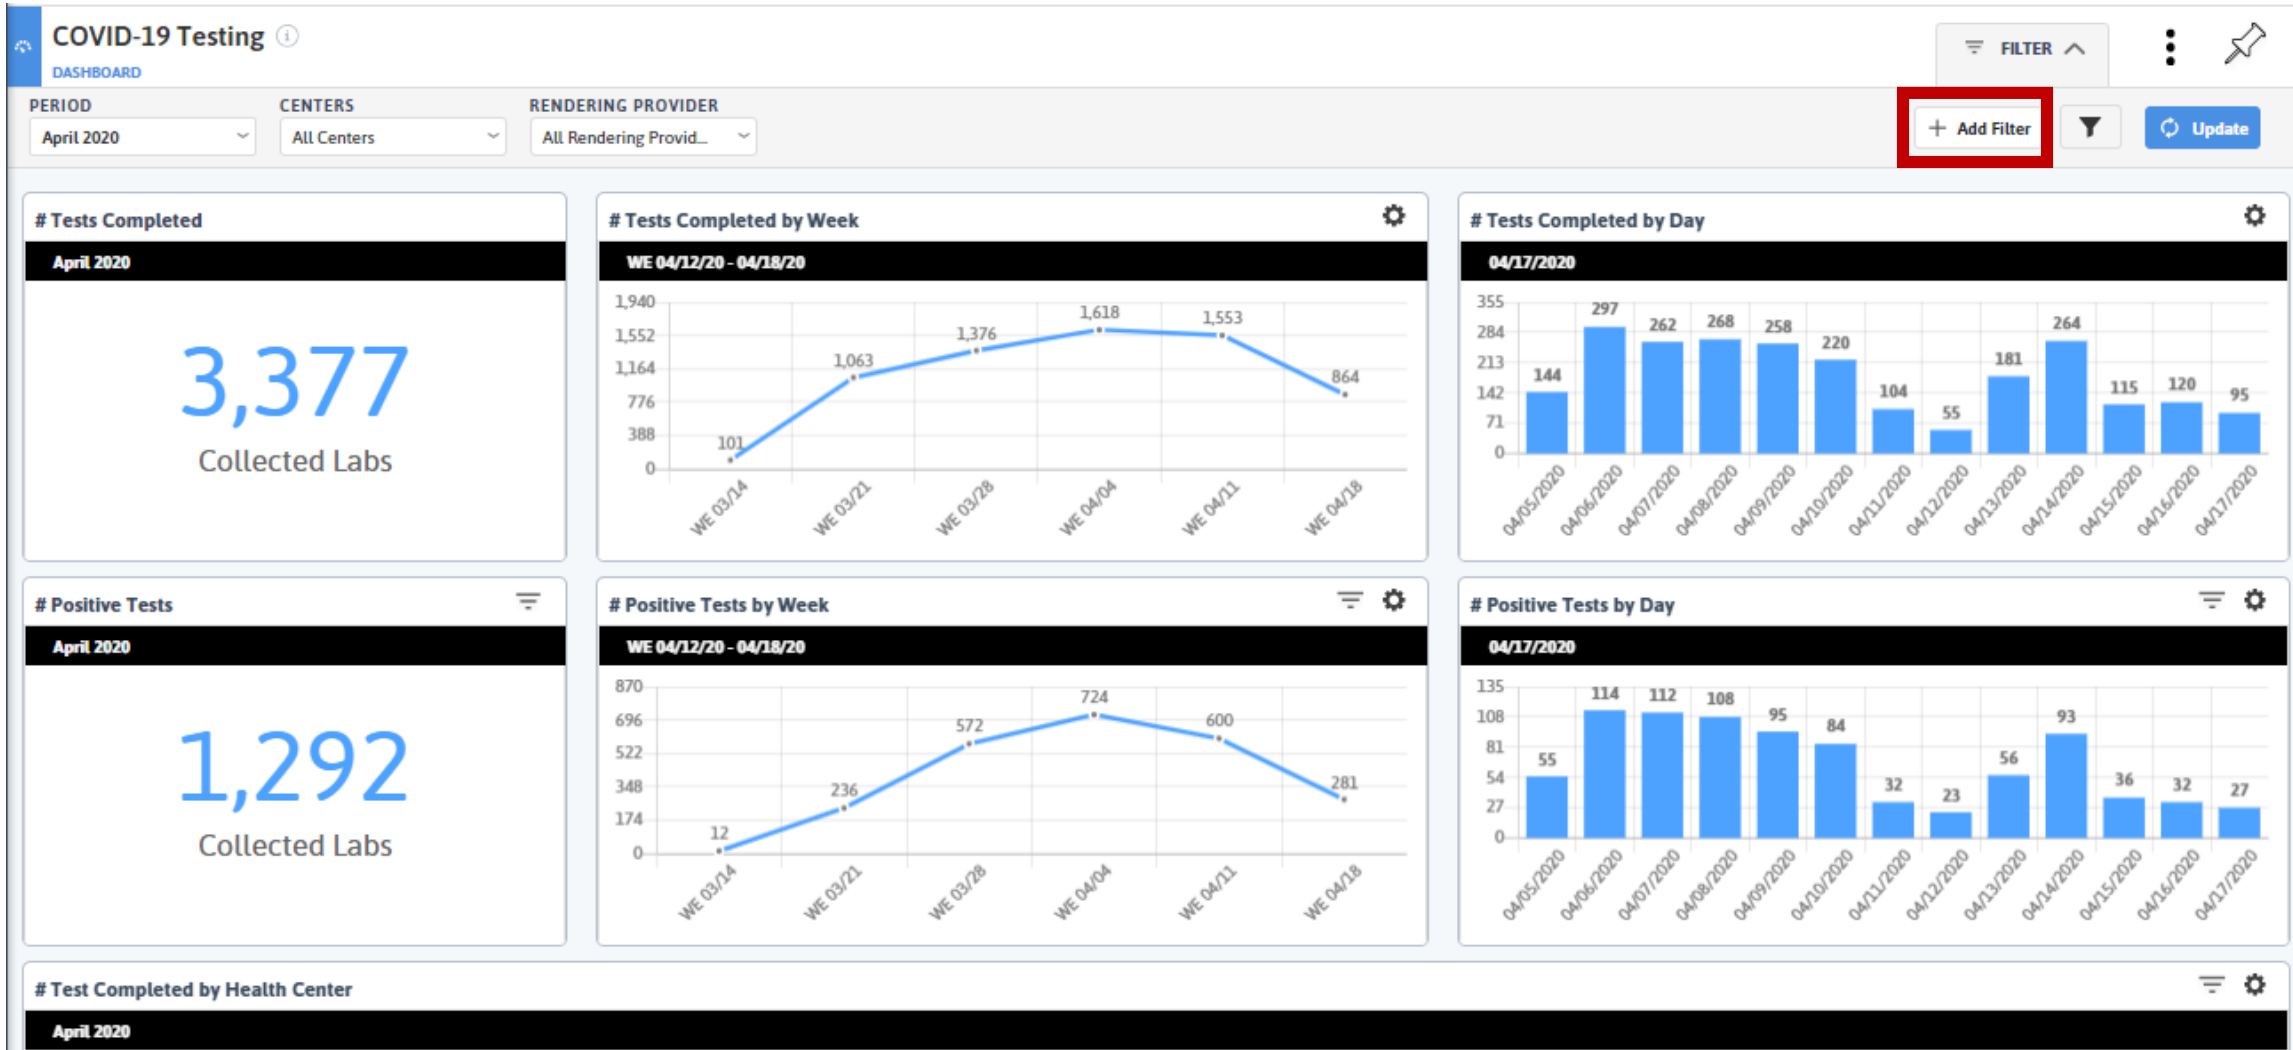 COVID-19 Testing
DASHBOARD
FILTER
PERIOD
April 2020
CENTERS
All Centers
RENDERING PROVIDER
All Rendering Provid...
+ Add Filter
Update
# Tests Completed
April 2020
3,377
Collected Labs
# Tests Completed by Week
WE 04/12/20 - 04/18/20
1,940
1,552
1,164
776
388
0
101
1,063
1,376
1,618
1,553
864
WE 03/14
WE 03/21
WE 03/28
WE 04/04
WE 04/11
WE 04/18
# Tests Completed by Day
04/17/2020
355
284
213
142
71
0
144
297
262
268
258
220
104
55
181
264
115
120
95
04/05/2020
04/06/2020
04/07/2020
04/08/2020
04/09/2020
04/10/2020
04/11/2020
04/12/2020
04/13/2020
04/14/2020
04/15/2020
04/16/2020
04/17/2020
# Positive Tests
April 2020
1,292
Collected Labs
# Positive Tests by Week
WE 04/12/20 - 04/18/20
870
696
522
348
174
0
12
236
572
724
600
281
WE 03/14
WE 03/21
WE 03/28
WE 04/04
WE 04/11
WE 04/18
# Positive Tests by Day
04/17/2020
135
108
81
54
27
0
55
114
112
108
95
84
32
23
56
93
36
32
27
04/05/2020
04/06/2020
04/07/2020
04/08/2020
04/09/2020
04/10/2020
04/11/2020
04/12/2020
04/13/2020
04/14/2020
04/15/2020
04/16/2020
04/17/2020
# Test Completed by Health Center
April 2020